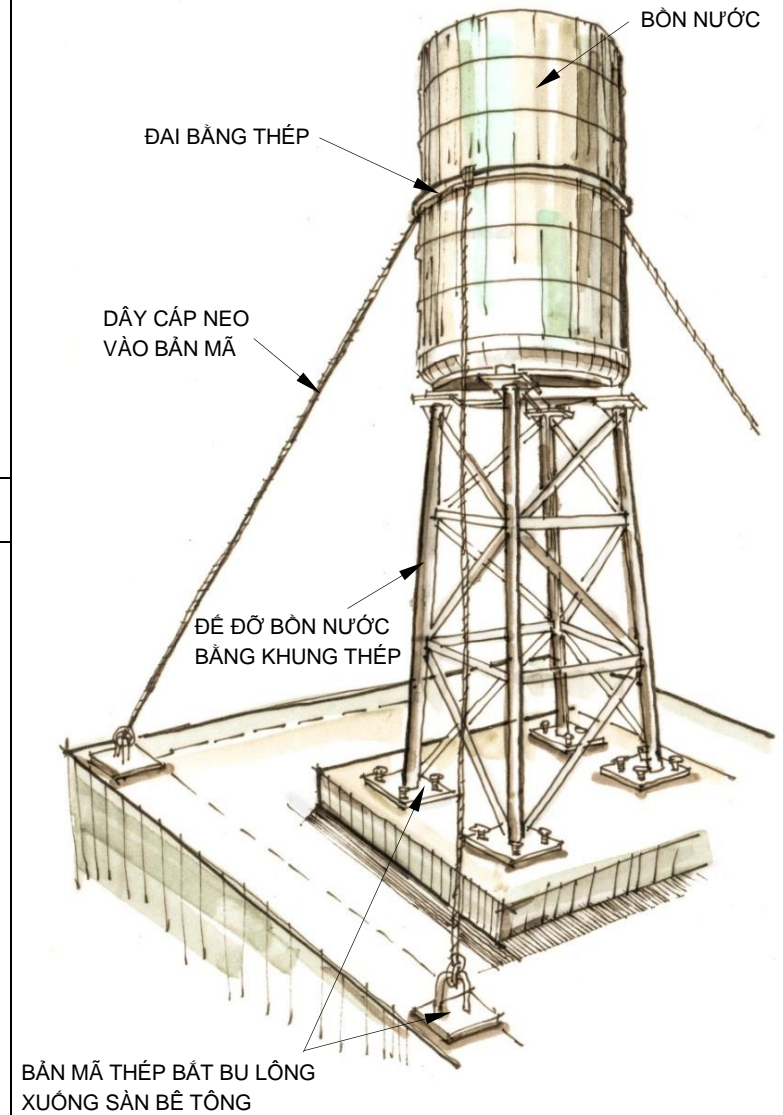 BỒN NƯỚC
ĐAI BẰNG THÉP
DÂY CÁP NEO
VÀO BẢN MÃ
ĐẾ ĐỠ BỒN NƯỚC
BẰNG KHUNG THÉP
BẢN MÃ THÉP BẮT BU LÔNG
XUỐNG SÀN BÊ TÔNG